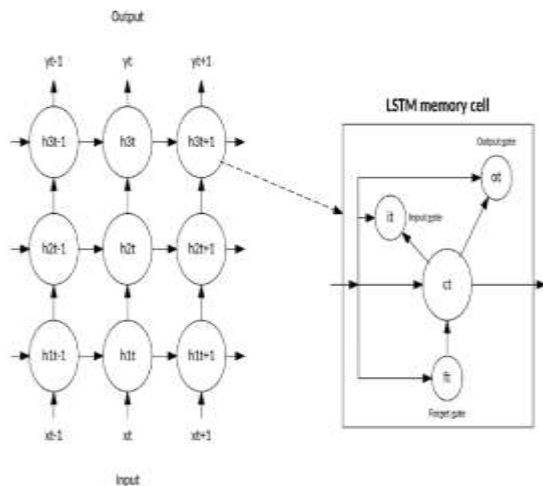 Output
yt-1 yt yt+1
h3t-1 h3t h3t+1
h2t-1 h2t h2t+1
h1t-1 h1t h1t+1
xt-1 xt xt+1
Input
LSTM memory cell
Output gate
ot
it Input gate
ct
ft
Forget gate